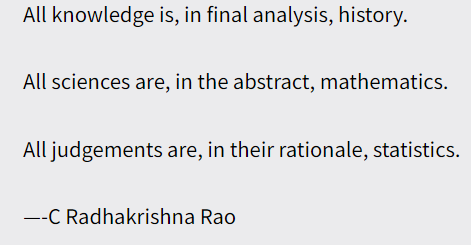 All knowledge is, in final analysis, history.
All sciences are, in the abstract, mathematics.
All judgements are, in their rationale, statistics.
—-C Radhakrishna Rao